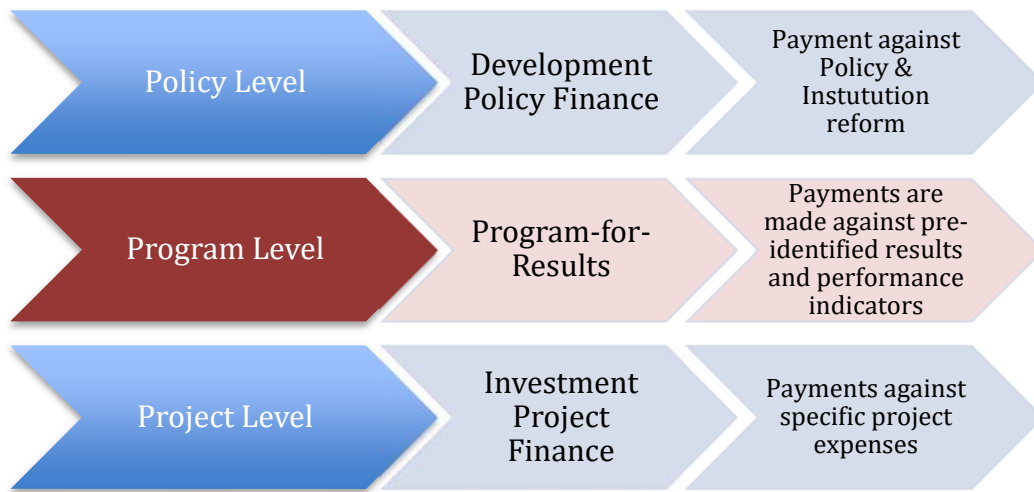 Policy Level
Development
Policy Finance
Payment against
Policy &
Instutution
reform
Program Level
Program-for-
Results
Payments are
made against pre-
identified results
and performance
indicators
Project Level
Investment
Project
Finance
Payments against
specific project
expenses